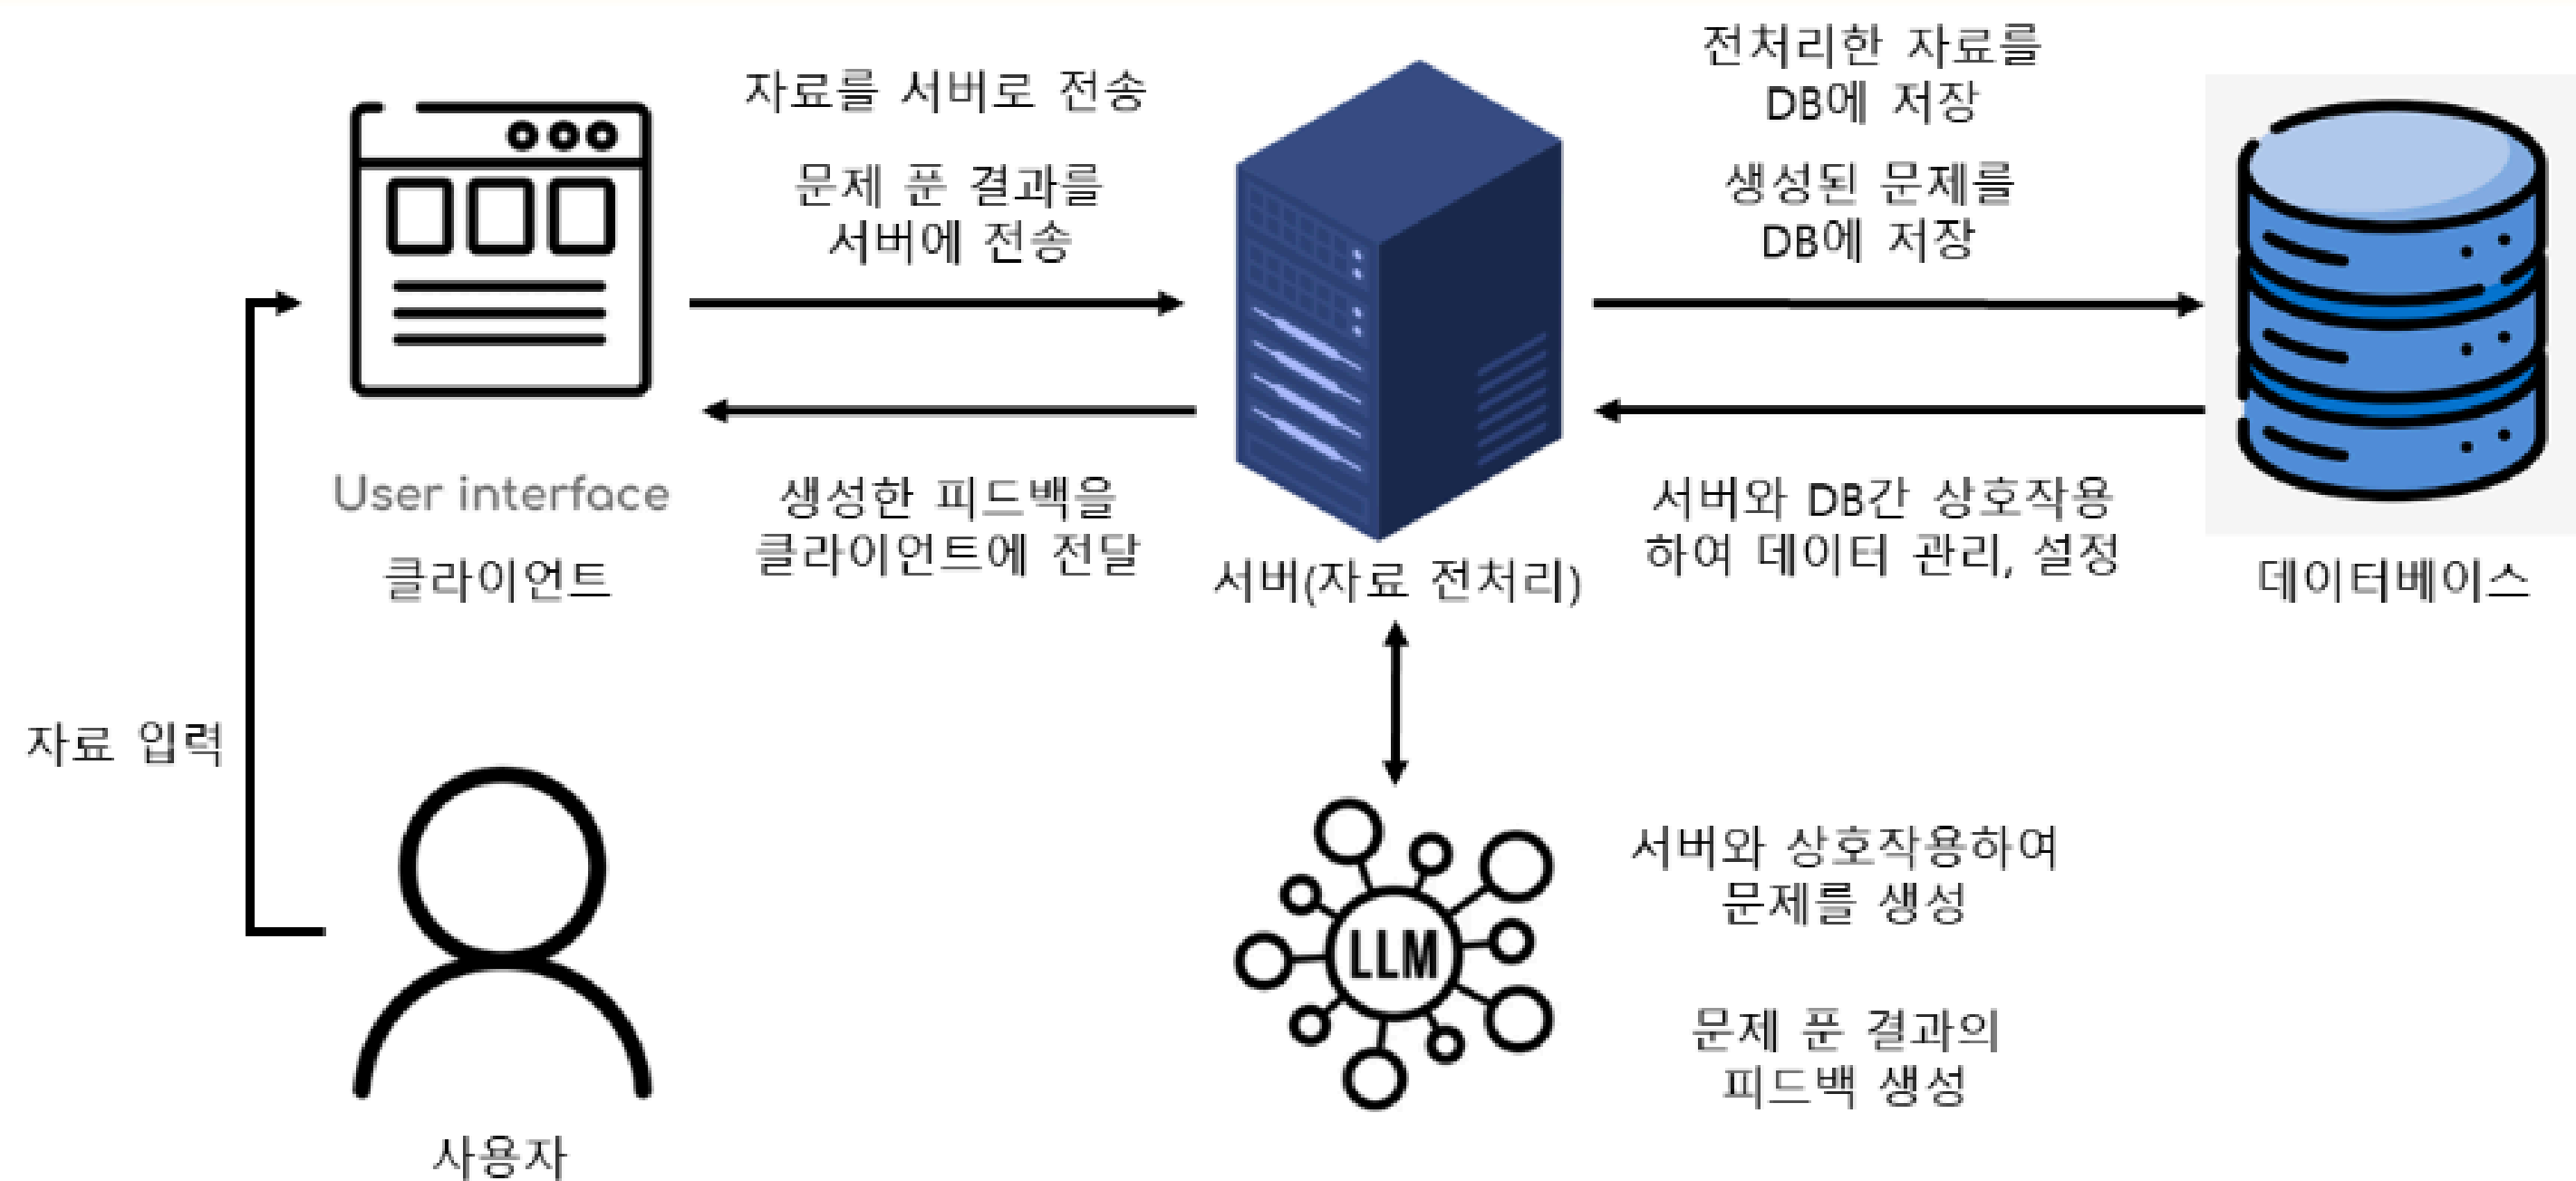 자료를 서버로 전송
문제 푼 결과를
서버에 전송
전처리한 자료를
DB에 저장
생성된 문제를
DB에 저장
User interface
클라이언트
생성한 피드백을
클라이언트에 전달
서버(자료 전처리)
서버와 DB간 상호작용
하여 데이터 관리, 설정
데이터베이스
자료 입력
사용자
LLM
서버와 상호작용하여
문제를 생성
문제 푼 결과의
피드백 생성